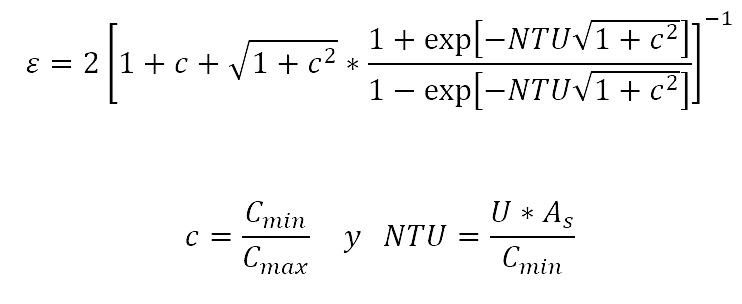 ε = 2 [1 + c + √(1 + c²) * (1 + exp[−NTU√(1 + c²)]) / (1 − exp[−NTU√(1 + c²)])]⁻¹
c = C_min / C_max y NTU = U * A_s / C_min